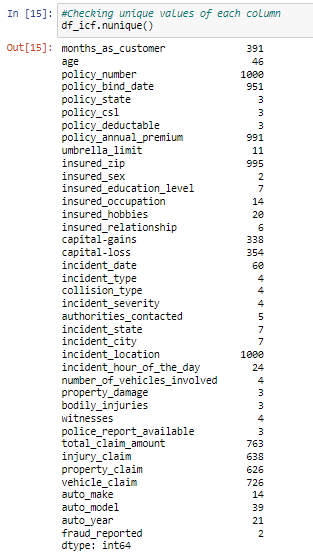 In [15]: #Checking unique values of each column
df_icf.nunique()
Out[15]: months_as_customer 391
age 46
policy_number 1000
policy_bind_date 951
policy_state 3
policy_csl 3
policy_deductable 3
policy_annual_premium 991
umbrella_limit 11
insured_zip 995
insured_sex 2
insured_education_level 7
insured_occupation 14
insured_hobbies 20
insured_relationship 6
capital-gains 338
capital-loss 354
incident_date 60
incident_type 4
collision_type 4
incident_severity 4
authorities_contacted 5
incident_state 7
incident_city 7
incident_location 1000
incident_hour_of_the_day 24
number_of_vehicles_involved 4
property_damage 3
bodily_injuries 3
witnesses 4
police_report_available 3
total_claim_amount 763
injury_claim 638
property_claim 626
vehicle_claim 726
auto_make 14
auto_model 39
auto_year 21
fraud_reported 2
dtype: int64